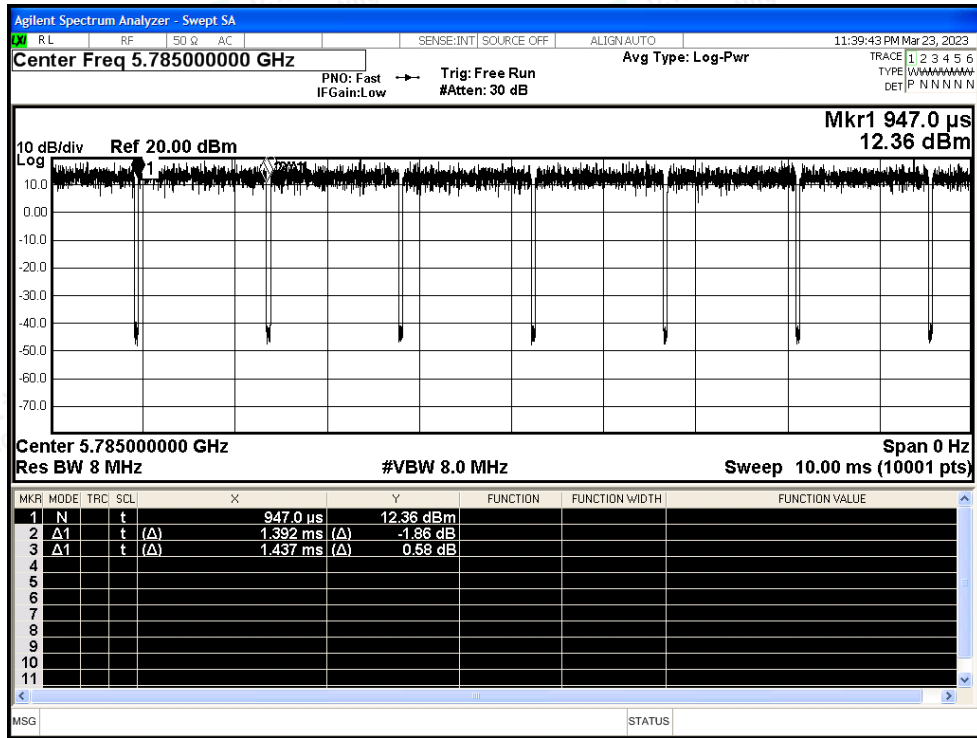 Agilent Spectrum Analyzer - Swept SA
LXI RL RF 50 Ω AC SENSE:INT SOURCE OFF ALIGN AUTO 11:39:43 PM Mar 23, 2023
Center Freq 5.785000000 GHz Avg Type: Log-Pwr TRACE 1 2 3 4 5 6
PNO: Fast Trig: Free Run TYPE WWWWWW
IFGain:Low #Atten: 30 dB DET P N N N N N
Mkr1 947.0 µs
10 dB/div Ref 20.00 dBm 12.36 dBm
Log
1
10.0
0.00
-10.0
-20.0
-30.0
-40.0
-50.0
-60.0
-70.0
Center 5.785000000 GHz Span 0 Hz
Res BW 8 MHz #VBW 8.0 MHz Sweep 10.00 ms (10001 pts)
MKR MODE TRC SCL X Y FUNCTION FUNCTION WIDTH FUNCTION VALUE
1 N t 947.0 µs 12.36 dBm
2 Δ1 t (Δ) 1.392 ms (Δ) -1.86 dB
3 Δ1 t (Δ) 1.437 ms (Δ) 0.58 dB
4
5
6
7
8
9
10
11
MSG STATUS